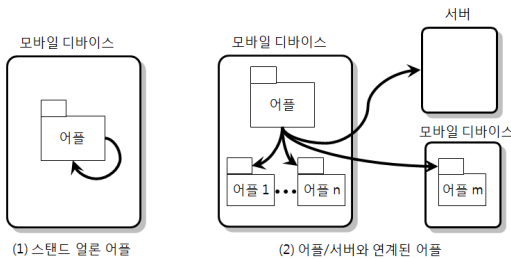 모바일 디바이스
어플
(1) 스탠드 얼론 어플
모바일 디바이스
어플
어플 1
어플 n
서버
모바일 디바이스
어플 m
(2) 어플/서버와 연계된 어플